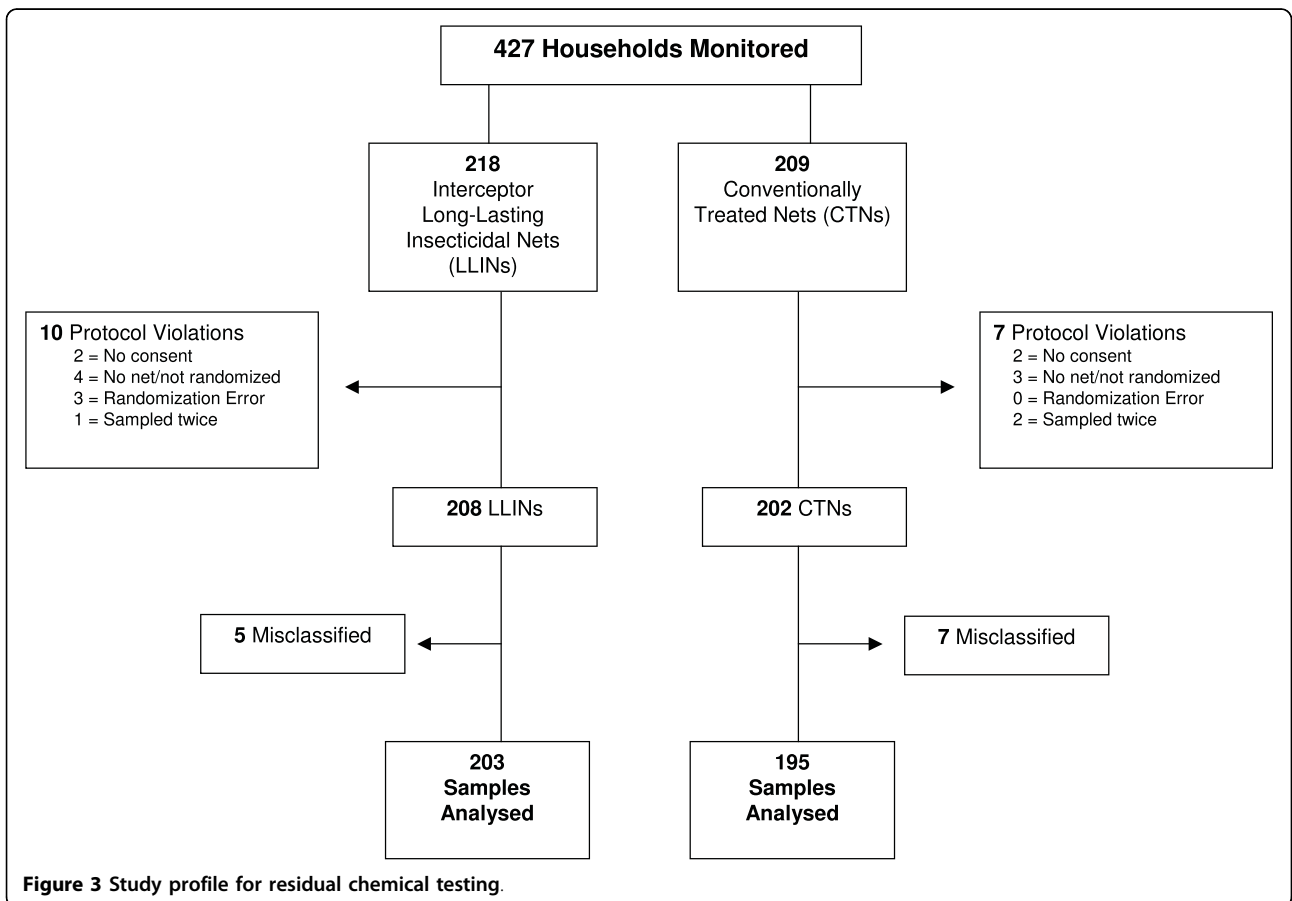 427 Households Monitored
218
Interceptor
Long-Lasting
Insecticidal Nets
(LLINs)
209
Conventionally
Treated Nets (CTNs)
10 Protocol Violations
2 = No consent
4 = No net/not randomized
3 = Randomization Error
1 = Sampled twice
7 Protocol Violations
2 = No consent
3 = No net/not randomized
0 = Randomization Error
2 = Sampled twice
208 LLINs
202 CTNs
5 Misclassified
7 Misclassified
203
Samples
Analysed
195
Samples
Analysed
Figure 3 Study profile for residual chemical testing.